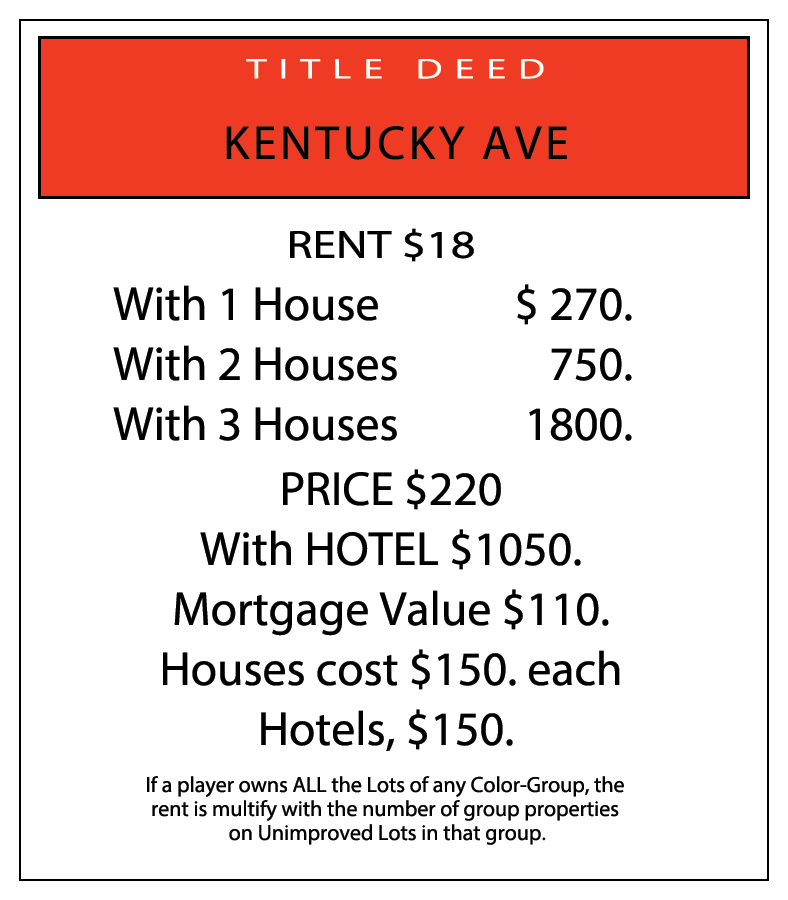 TITLE DEED
KENTUCKY AVE
RENT $18
With 1 House $ 270.
With 2 Houses 750.
With 3 Houses 1800.
PRICE $220
With HOTEL $1050.
Mortgage Value $110.
Houses cost $150. each
Hotels, $150.
If a player owns ALL the Lots of any Color-Group, the
rent is multify with the number of group properties
on Unimproved Lots in that group.